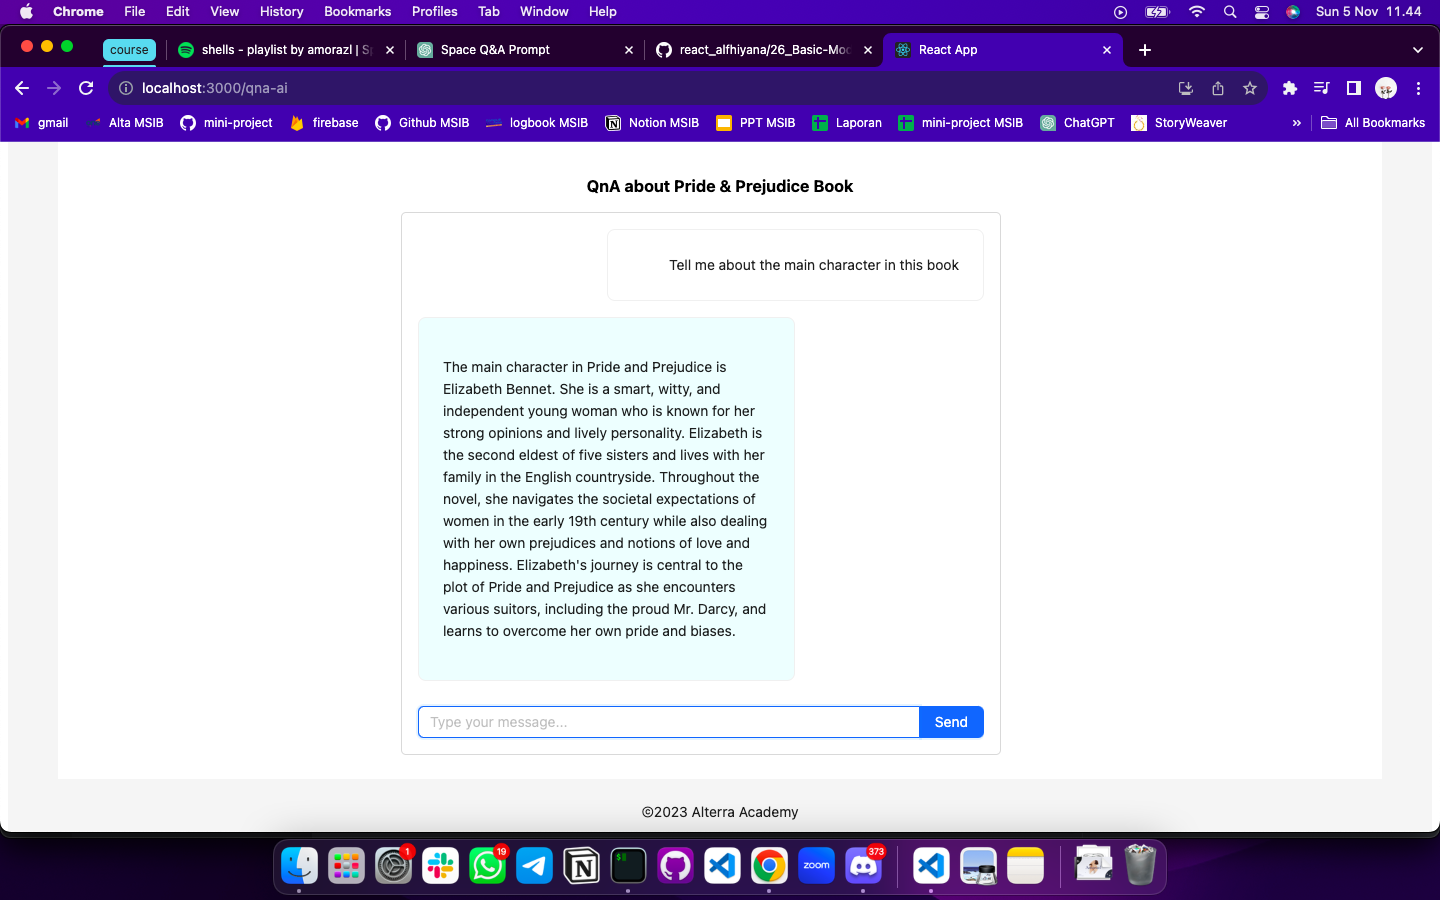 Chrome File Edit View History Bookmarks Profiles Tab Window Help Sun 5 Nov 11.44
course shells - playlist by amorazl | S Space Q&A Prompt react_alfhiyana/26_Basic-Mo React App
localhost:3000/qna-ai
gmail Alta MSIB mini-project firebase Github MSIB logbook MSIB Notion MSIB PPT MSIB Laporan mini-project MSIB ChatGPT StoryWeaver » All Bookmarks
QnA about Pride & Prejudice Book
Tell me about the main character in this book
The main character in Pride and Prejudice is
Elizabeth Bennet. She is a smart, witty, and
independent young woman who is known for her
strong opinions and lively personality. Elizabeth is
the second eldest of five sisters and lives with her
family in the English countryside. Throughout the
novel, she navigates the societal expectations of
women in the early 19th century while also dealing
with her own prejudices and notions of love and
happiness. Elizabeth's journey is central to the
plot of Pride and Prejudice as she encounters
various suitors, including the proud Mr. Darcy, and
learns to overcome her own pride and biases.
Type your message... Send
©2023 Alterra Academy
1 19 $ zoom 373